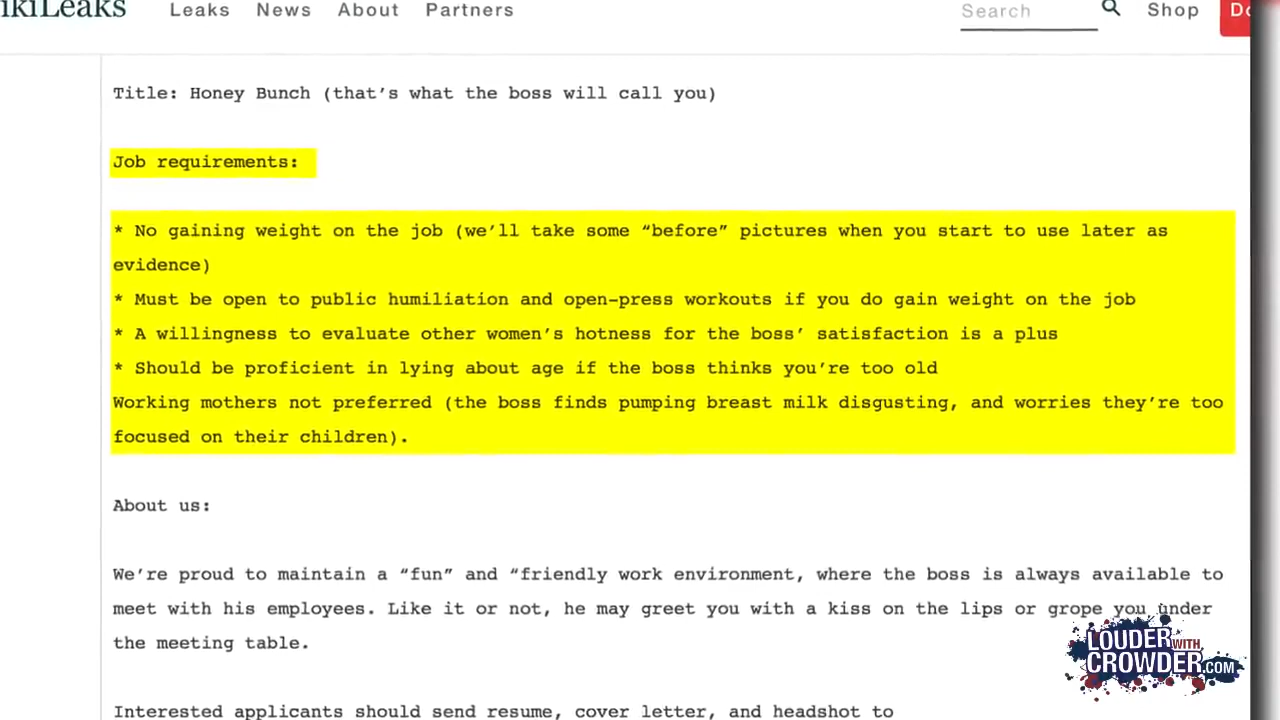 WikiLeaks Leaks News About Partners Search Shop
Title: Honey Bunch (that’s what the boss will call you)
Job requirements:
* No gaining weight on the job (we’ll take some “before” pictures when you start to use later as
evidence)
* Must be open to public humiliation and open-press workouts if you do gain weight on the job
* A willingness to evaluate other women’s hotness for the boss’ satisfaction is a plus
* Should be proficient in lying about age if the boss thinks you’re too old
Working mothers not preferred (the boss finds pumping breast milk disgusting, and worries they’re too
focused on their children).
About us:
We’re proud to maintain a “fun” and “friendly work environment, where the boss is always available to
meet with his employees. Like it or not, he may greet you with a kiss on the lips or grope you under
the meeting table.
LOUDER WITH
CROWDER.COM
Interested applicants should send resume, cover letter, and headshot to